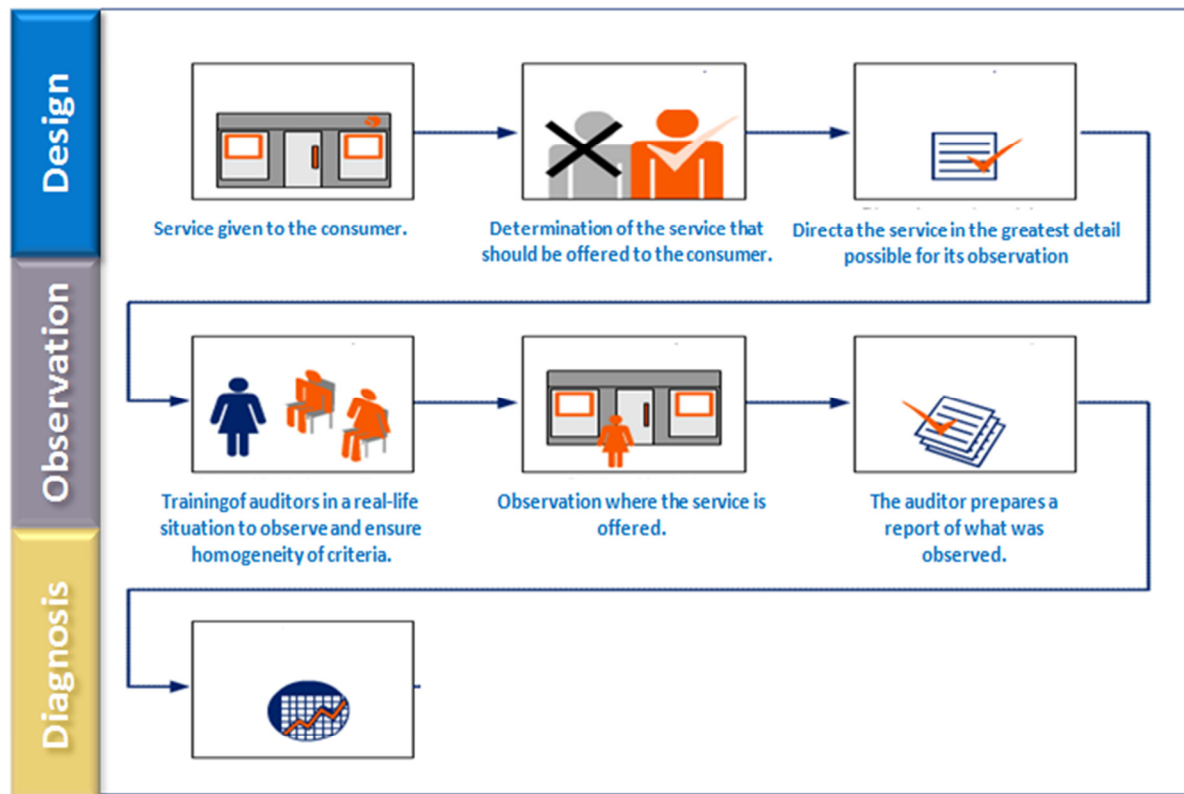 Design
Service given to the consumer.
Determination of the service that
should be offered to the consumer.
Directa the service in the greatest detail
possible for its observation
Observation
Trainingof auditors in a real-life
situation to observe and ensure
homogeneity of criteria.
Observation where the service is
offered.
The auditor prepares a
report of what was
observed.
Diagnosis